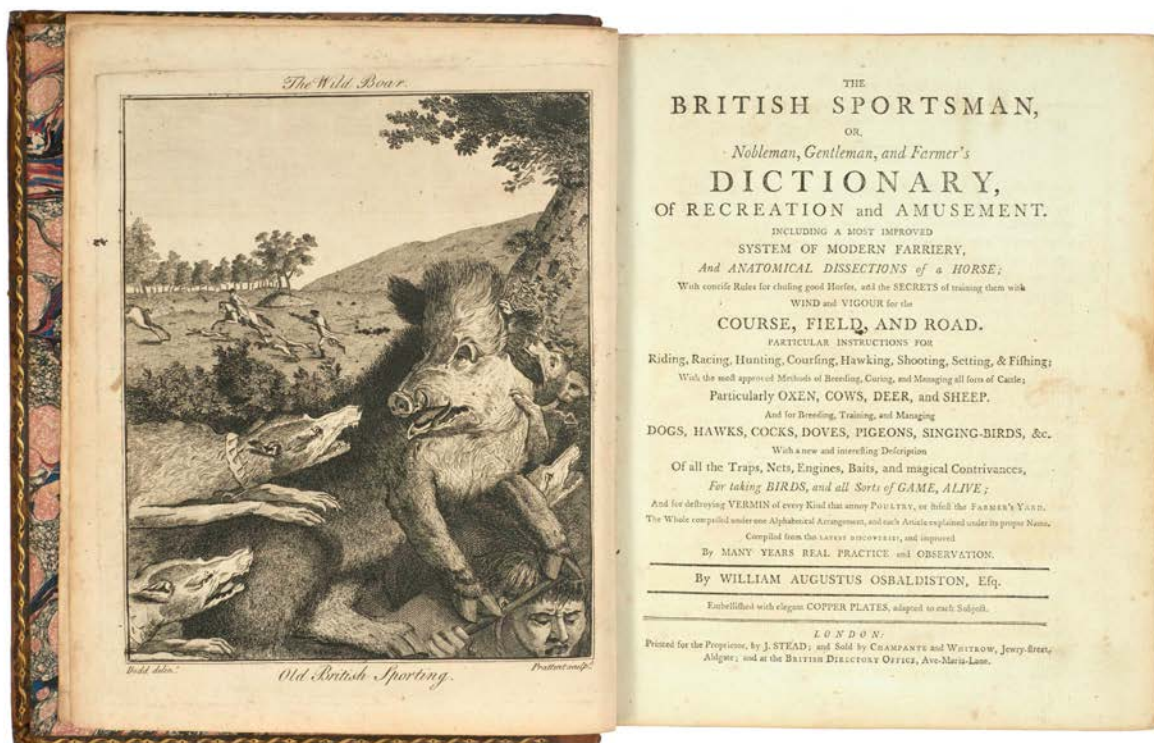 The Wild Boar.
Dodd delin.
Prattent sculp.
Old British Sporting.
THE
BRITISH SPORTSMAN,
OR,
Nobleman, Gentleman, and Farmer's
DICTIONARY,
Of RECREATION and AMUSEMENT.
INCLUDING A MOST IMPROVED
SYSTEM OF MODERN FARRIERY,
And ANATOMICAL DISSECTIONS of a HORSE;
With conciſe Rules for chuſing good Horſes, and the SECRETS of training them with
WIND and VIGOUR for the
COURSE, FIELD, AND ROAD.
PARTICULAR INSTRUCTIONS FOR
Riding, Racing, Hunting, Courſing, Hawking, Shooting, Setting, & Fiſhing;
With the moſt approved Methods of Breeding, Curing, and Managing all ſorts of Cattle;
Particularly OXEN, COWS, DEER, and SHEEP.
And for Breeding, Training, and Managing
DOGS, HAWKS, COCKS, DOVES, PIGEONS, SINGING-BIRDS, &c.
With a new and intereſting Deſcription
Of all the Traps, Nets, Engines, Baits, and magical Contrivances,
For taking BIRDS, and all Sorts of GAME, ALIVE;
And for deſtroying VERMIN of every Kind that annoy POULTRY, or infeſt the FARMER'S YARD.
The Whole compiled under one Alphabetical Arrangement, and each Article explained under its proper Name.
Compiled from the LATEST DISCOVERIES, and improved
By MANY YEARS REAL PRACTICE and OBSERVATION.
By WILLIAM AUGUSTUS OSBALDISTON, Eſq.
Embelliſhed with elegant COPPER PLATES, adapted to each Subject.
LONDON:
Printed for the Proprietor, by J. STEAD; and Sold by CHAMPANTE and WHITROW, Jewry-ſtreet,
Aldgate; and at the BRITISH DIRECTORY OFFICE, Ave-Maria-Lane.